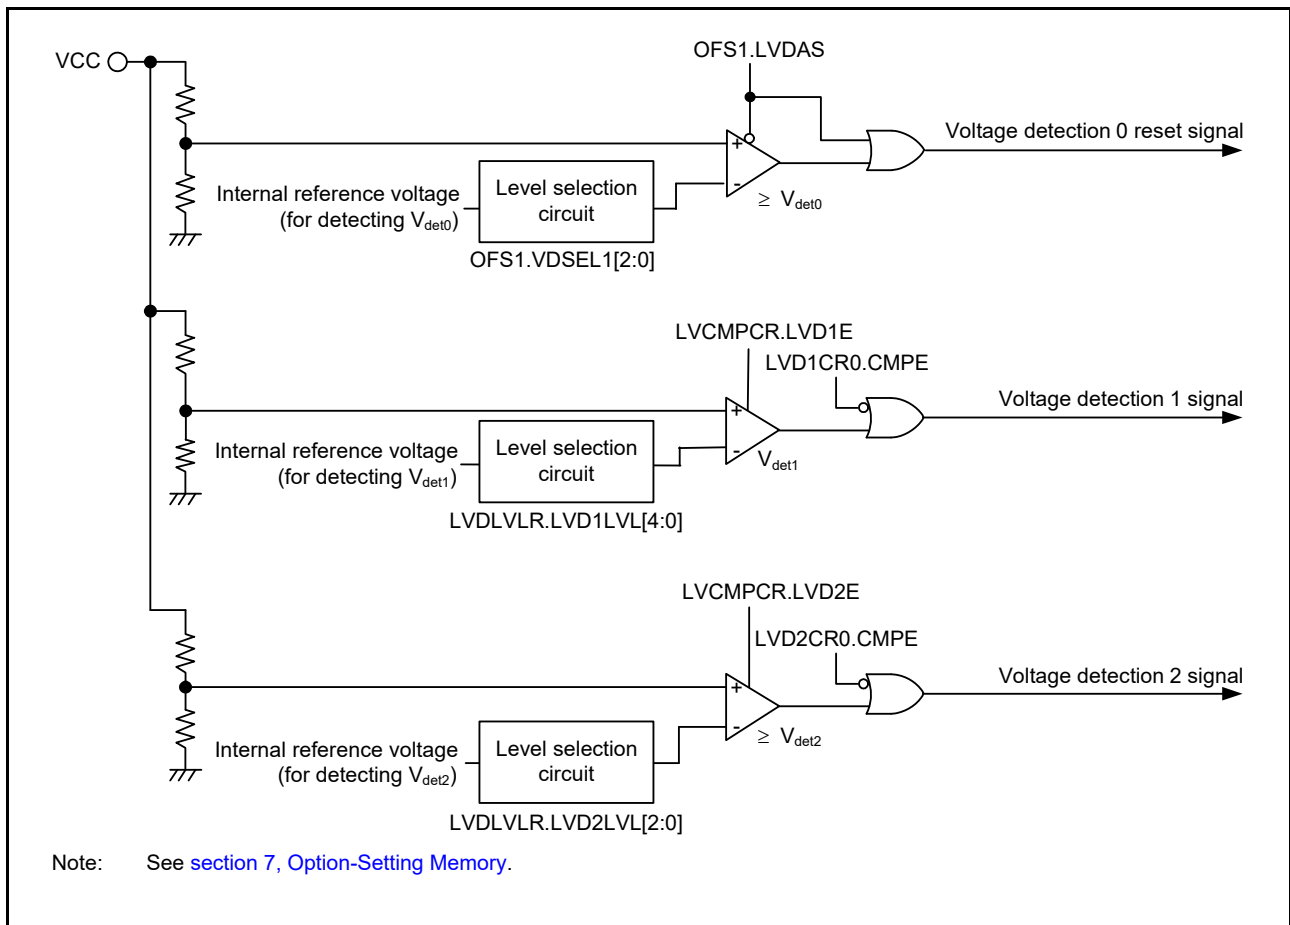 OFS1.LVDAS
VCC
Voltage detection 0 reset signal
+
-
Internal reference voltage
(for detecting Vdet0)
Level selection
circuit
≥ Vdet0
OFS1.VDSEL1[2:0]
LVCMPCR.LVD1E
LVD1CR0.CMPE
Voltage detection 1 signal
+
-
Internal reference voltage
(for detecting Vdet1)
Level selection
circuit
Vdet1
LVDLVLR.LVD1LVL[4:0]
LVCMPCR.LVD2E
LVD2CR0.CMPE
Voltage detection 2 signal
+
-
Internal reference voltage
(for detecting Vdet2)
Level selection
circuit
≥ Vdet2
LVDLVLR.LVD2LVL[2:0]
Note: See section 7, Option-Setting Memory.